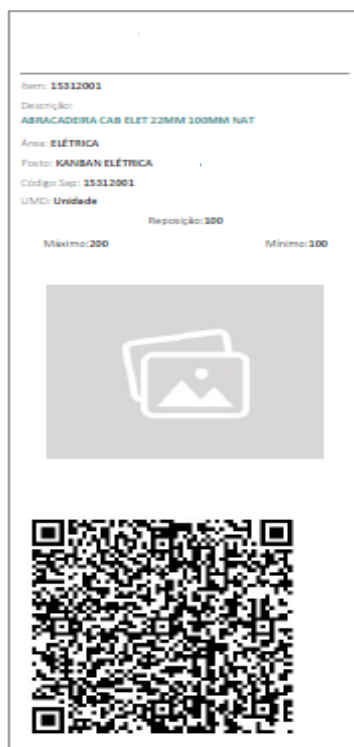 Item: 15312001
Descrição:
ABRACADEIRA CAB ELET 22MM 100MM NAT
Área: ELÉTRICA
Posto: KANBAN ELÉTRICA
Código Sap: 15312001
UMD: Unidade
Reposição:100
Máximo:200 Mínimo:100